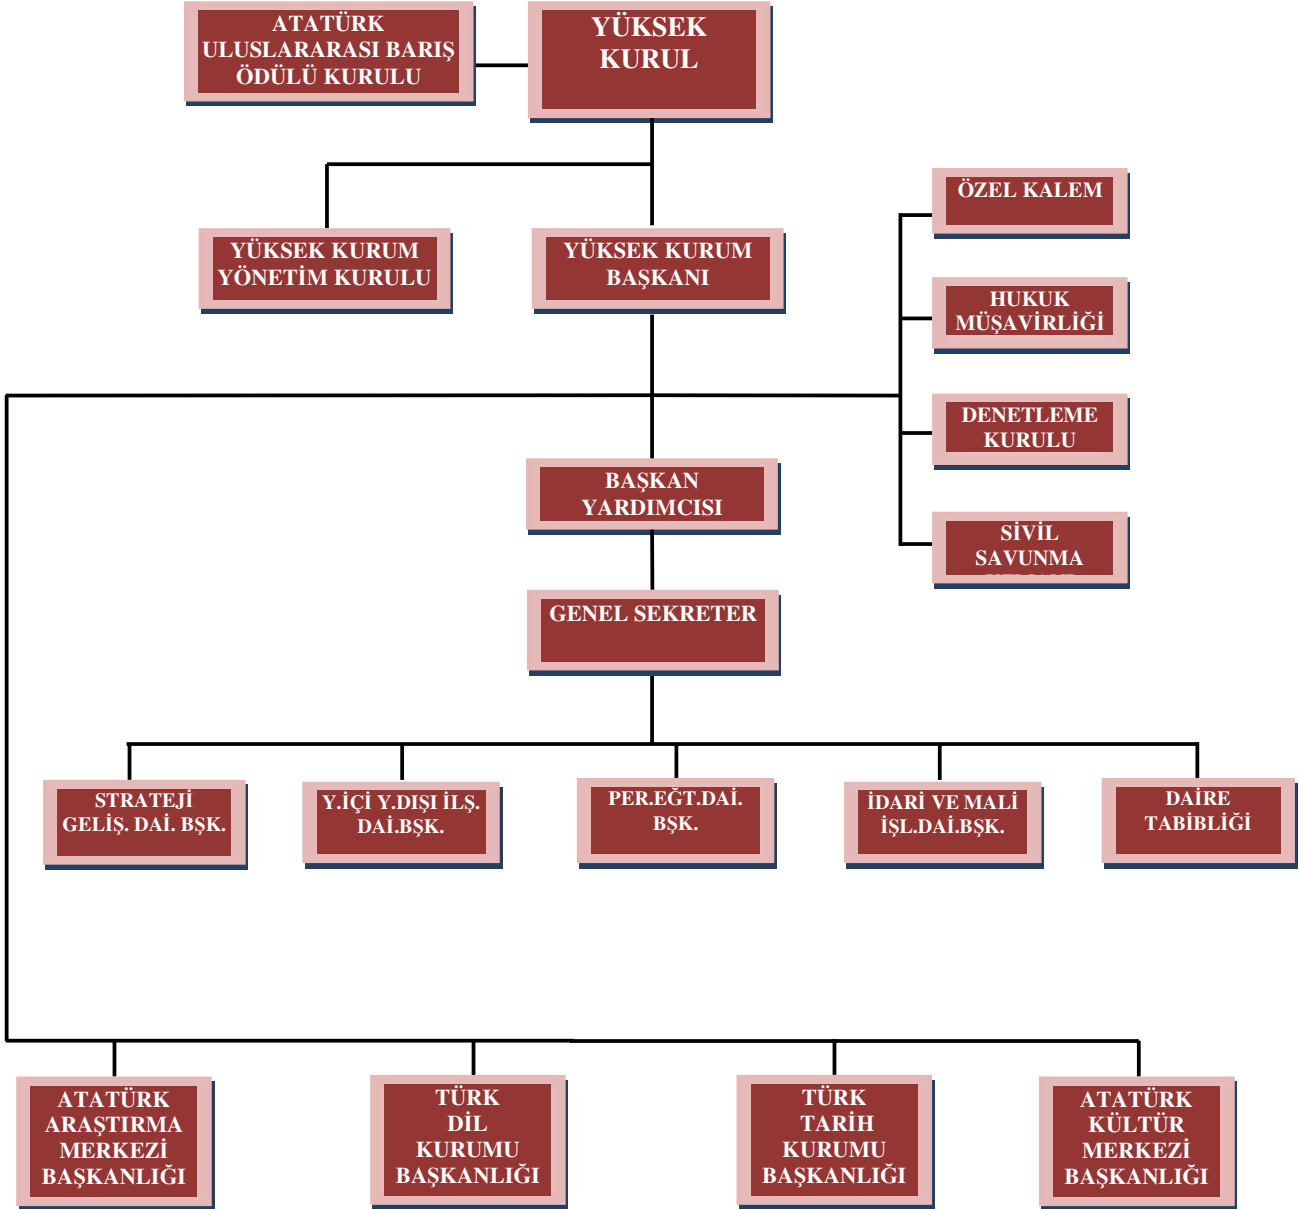 ATATÜRK
ULUSLARARASI BARIŞ
ÖDÜLÜ KURULU
YÜKSEK
KURUL
ÖZEL KALEM
YÜKSEK KURUM
YÖNETİM KURULU
YÜKSEK KURUM
BAŞKANI
HUKUK
MÜŞAVİRLİĞİ
DENETLEME
KURULU
BAŞKAN
YARDIMCISI
SİVİL
SAVUNMA
GENEL SEKRETER
STRATEJİ
GELİŞ. DAİ. BŞK.
Y.İÇİ Y.DIŞI İLŞ.
DAİ.BŞK.
PER.EĞT.DAİ.
BŞK.
İDARİ VE MALİ
İŞL.DAİ.BŞK.
DAİRE
TABİBLİĞİ
ATATÜRK
ARAŞTIRMA
MERKEZİ
BAŞKANLIĞI
TÜRK
DİL
KURUMU
BAŞKANLIĞI
TÜRK
TARİH
KURUMU
BAŞKANLIĞI
ATATÜRK
KÜLTÜR
MERKEZİ
BAŞKANLIĞI